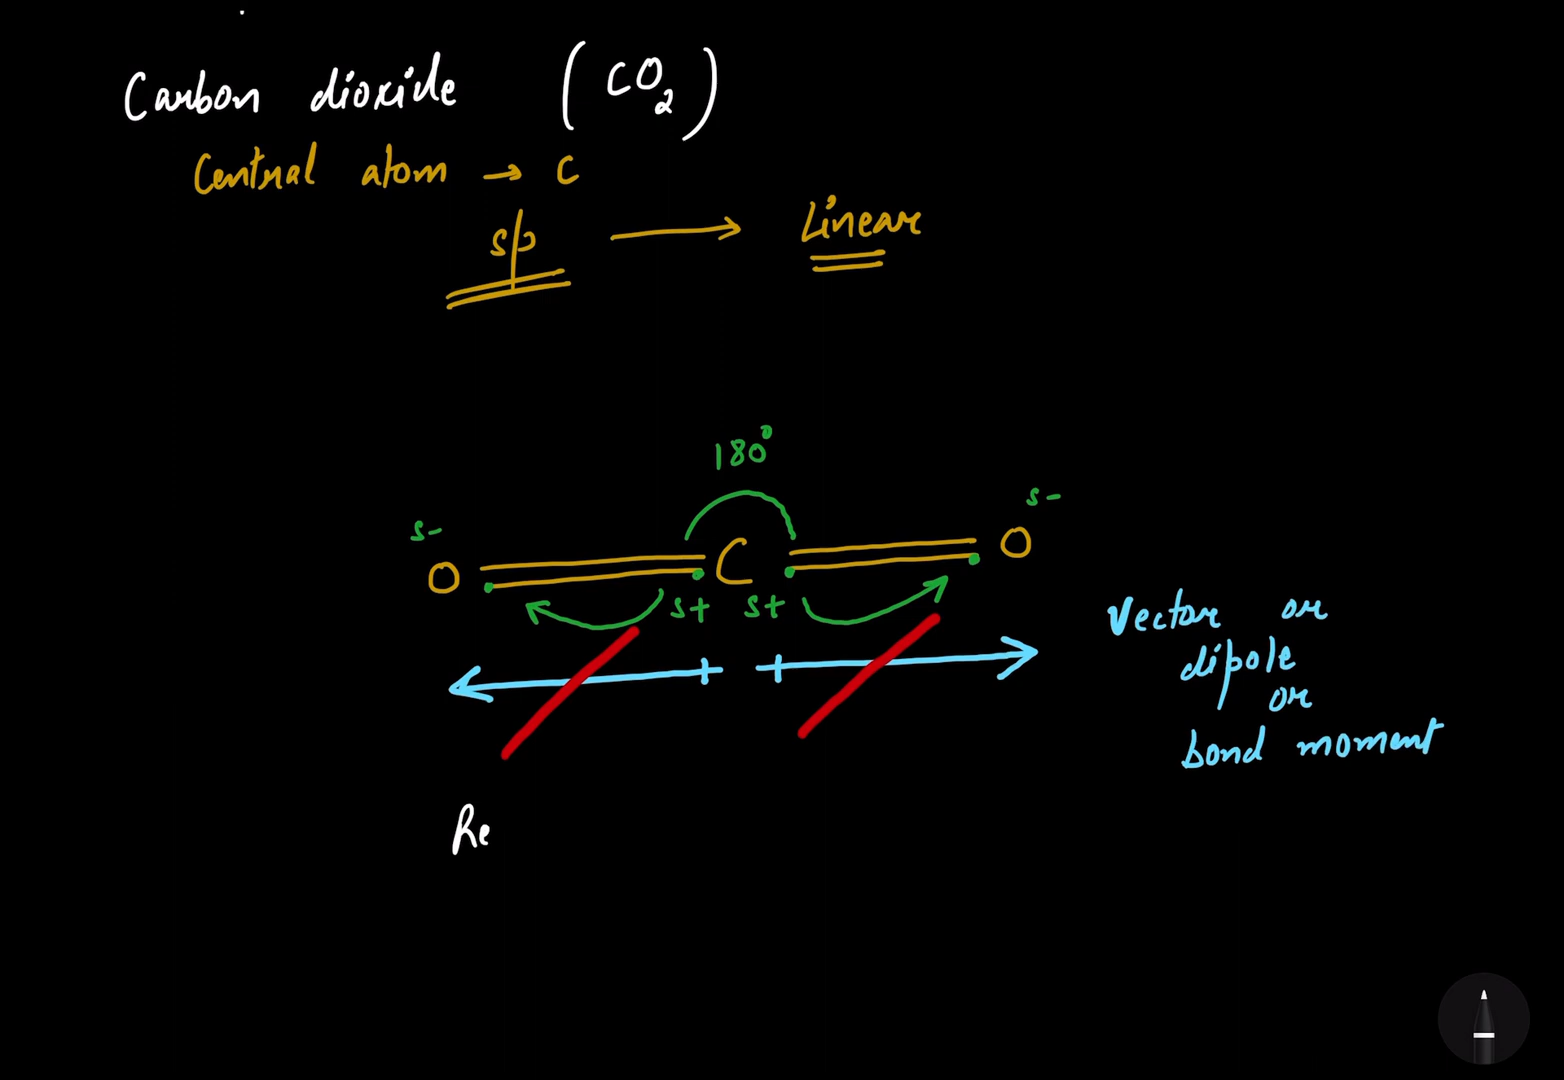 Carbon dioxide (CO₂)
Central atom → C
sp → Linear
180°
δ- δ-
O C O
δ+ δ+
Vector or
dipole
or
bond moment
Re